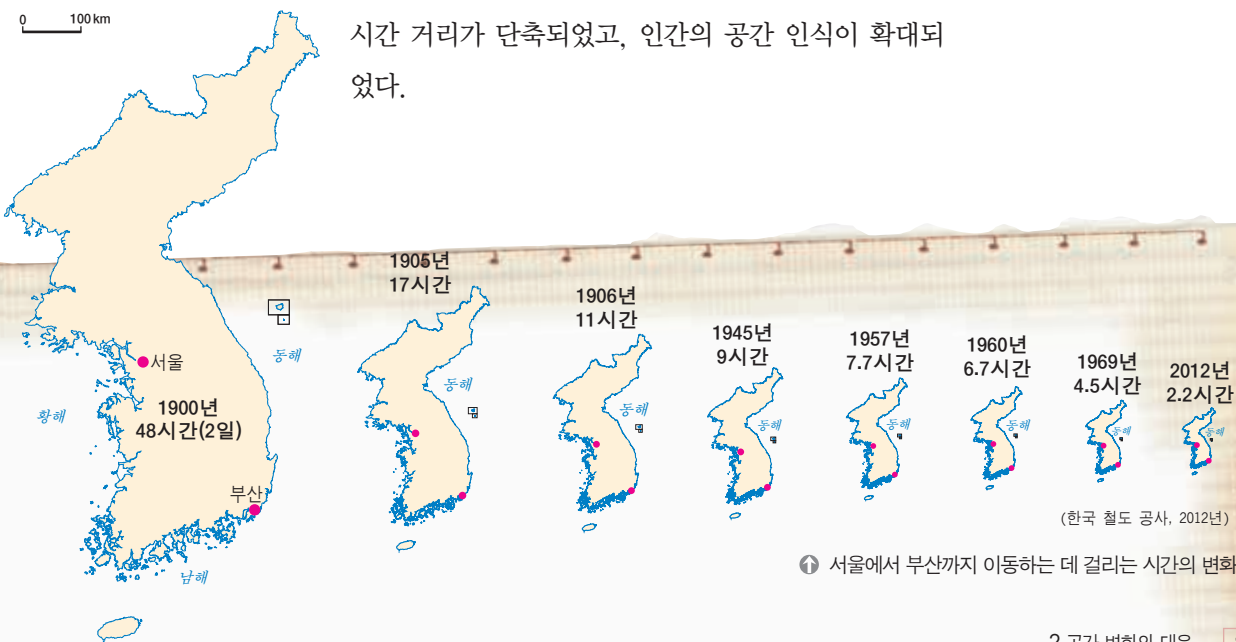 0 100 km
시간 거리가 단축되었고, 인간의 공간 인식이 확대되
었다.
서울
황해
동해
1900년
48시간(2일)
부산
남해
1905년
17시간
동해
1906년
11시간
동해
1945년
9시간
동해
1957년
7.7시간
동해
1960년
6.7시간
동해
1969년
4.5시간
동해
2012년
2.2시간
동해
(한국 철도 공사, 2012년)
서울에서 부산까지 이동하는 데 걸리는 시간의 변화